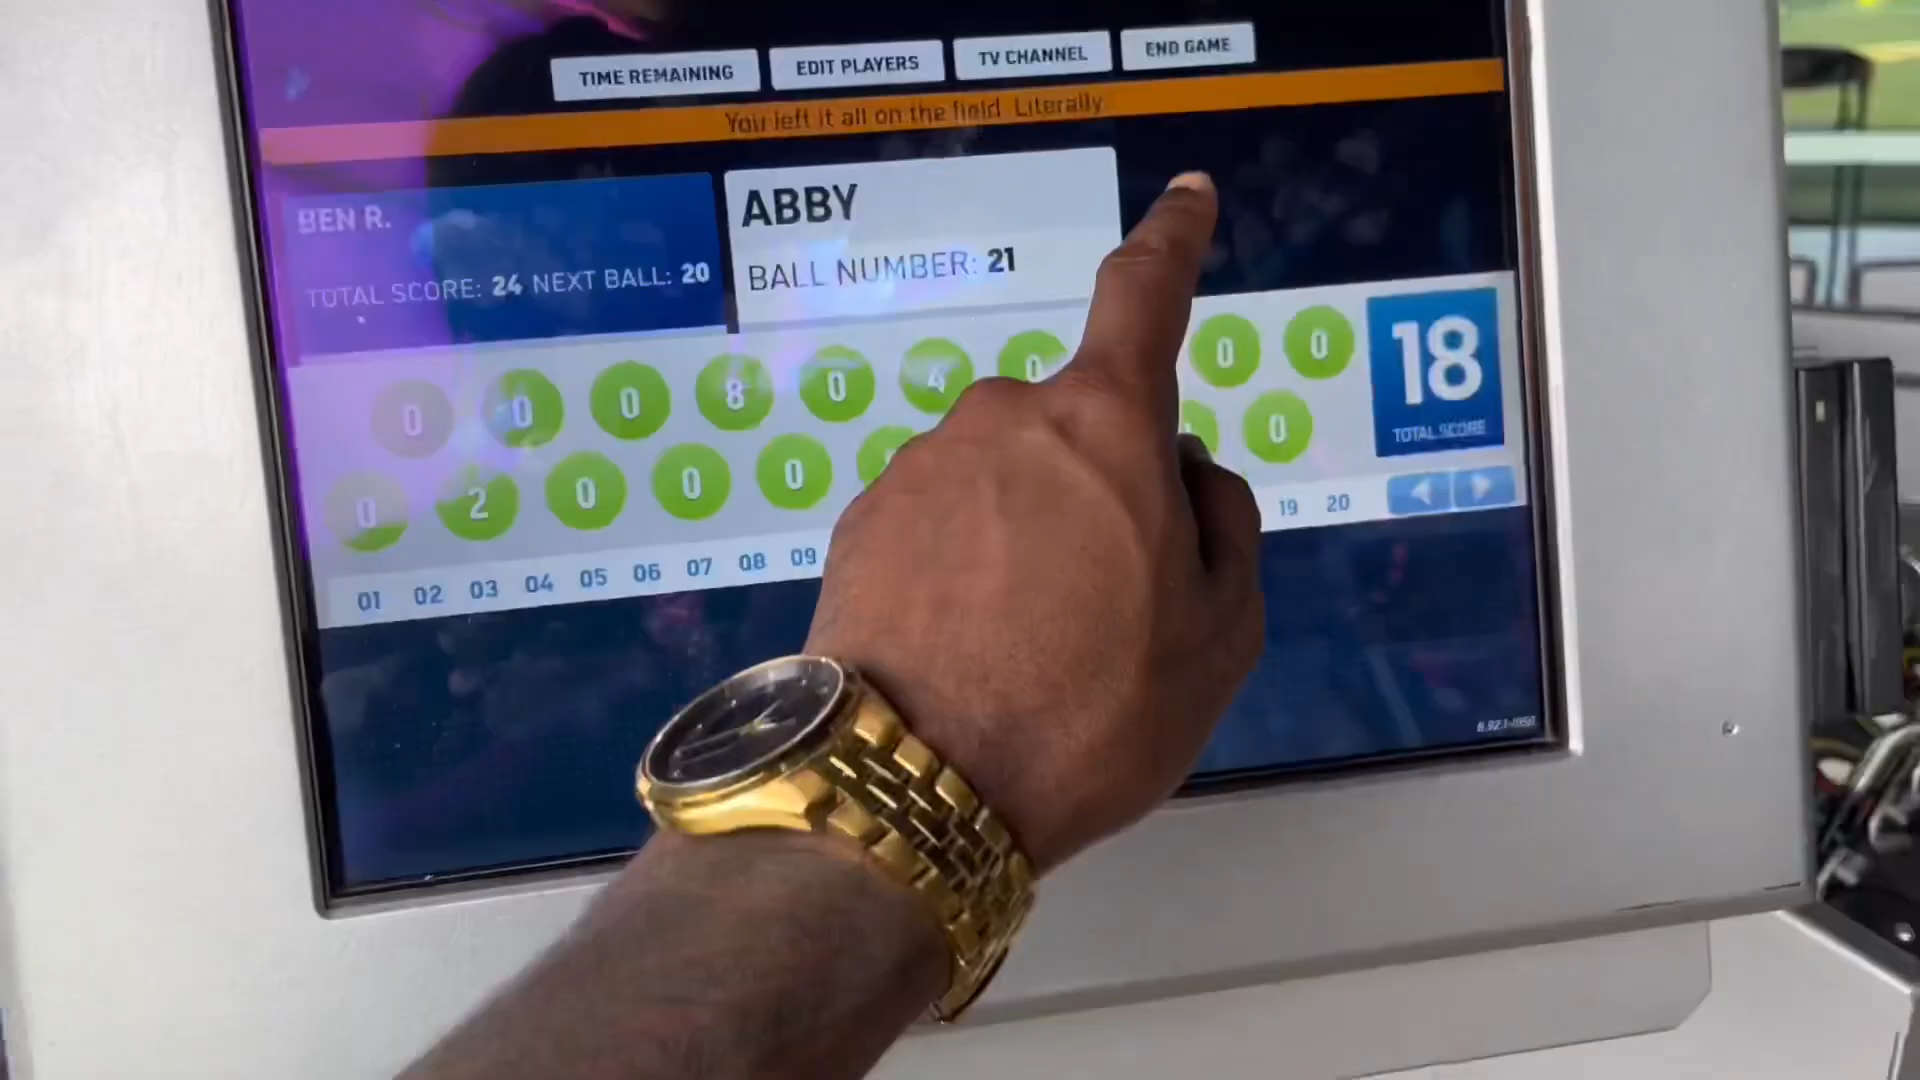 TIME REMAINING
EDIT PLAYERS
TV CHANNEL
END GAME
You left it all on the field. Literally.
BEN R.
TOTAL SCORE: 24 NEXT BALL: 20
ABBY
BALL NUMBER: 21
0 0 0 8 0 4 0 0 0
18
TOTAL SCORE
0 2 0 0 0 0
01 02 03 04 05 06 07 08 09 19 20